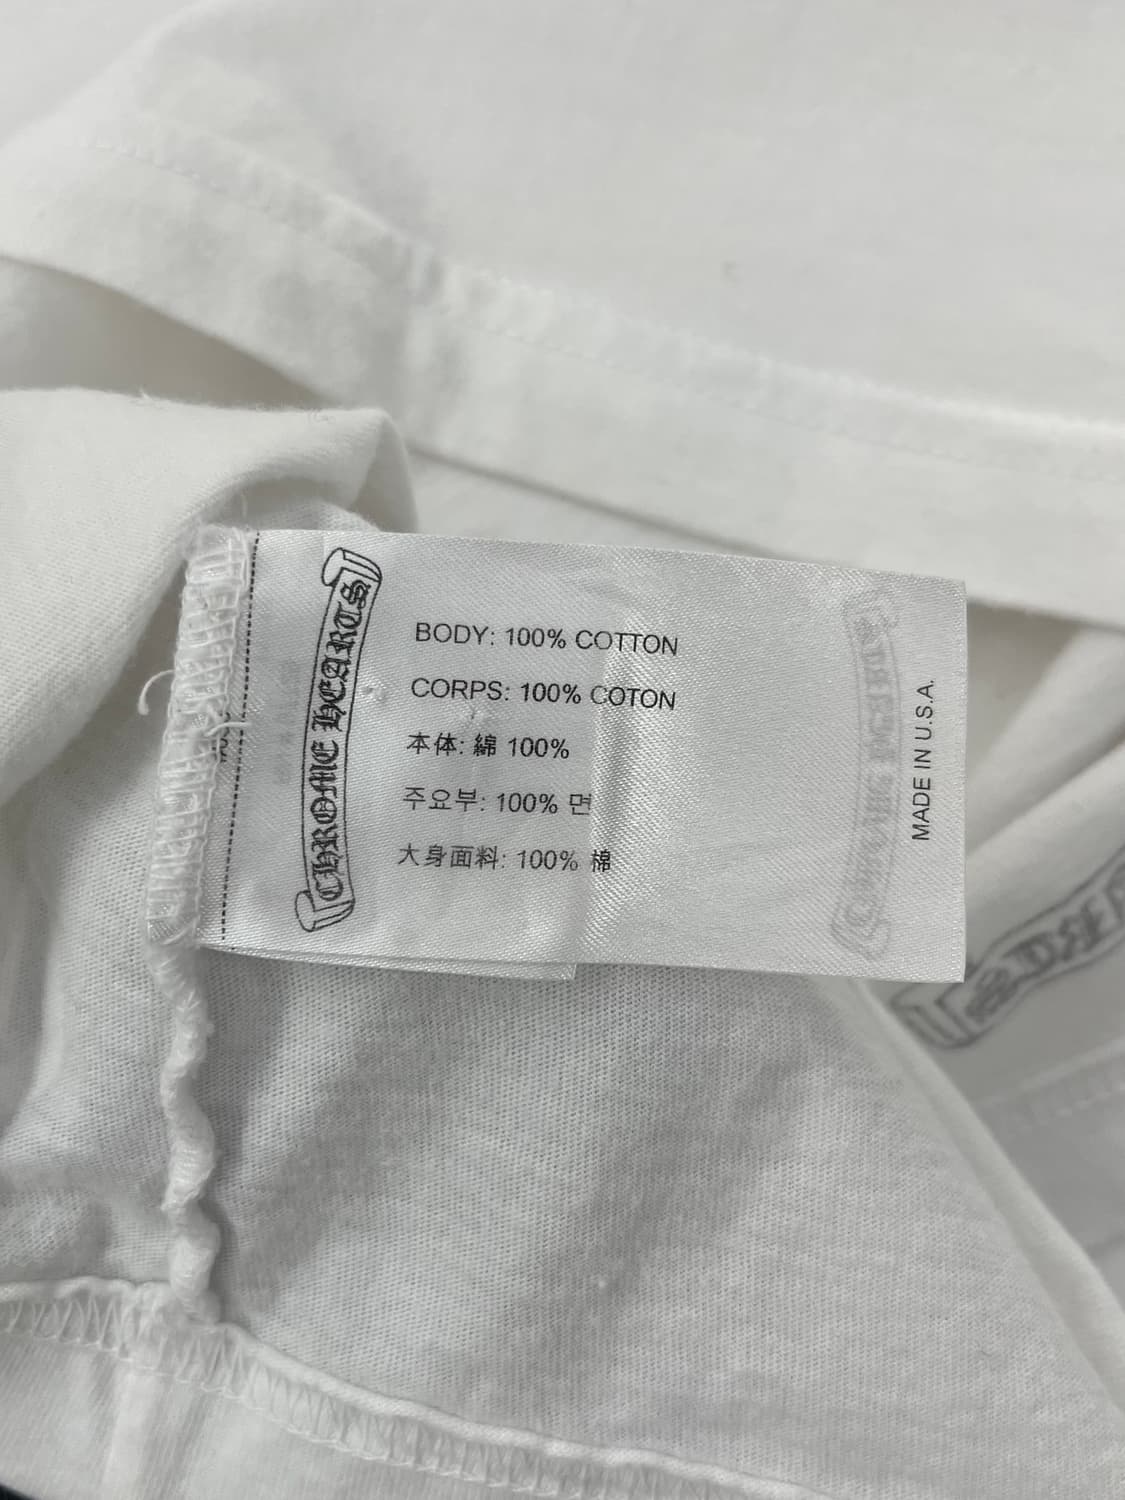 CHROME HEARTS
BODY: 100% COTTON
CORPS: 100% COTON
本体: 綿 100%
주요부: 100% 면
大身面料: 100% 棉
MADE IN U.S.A.